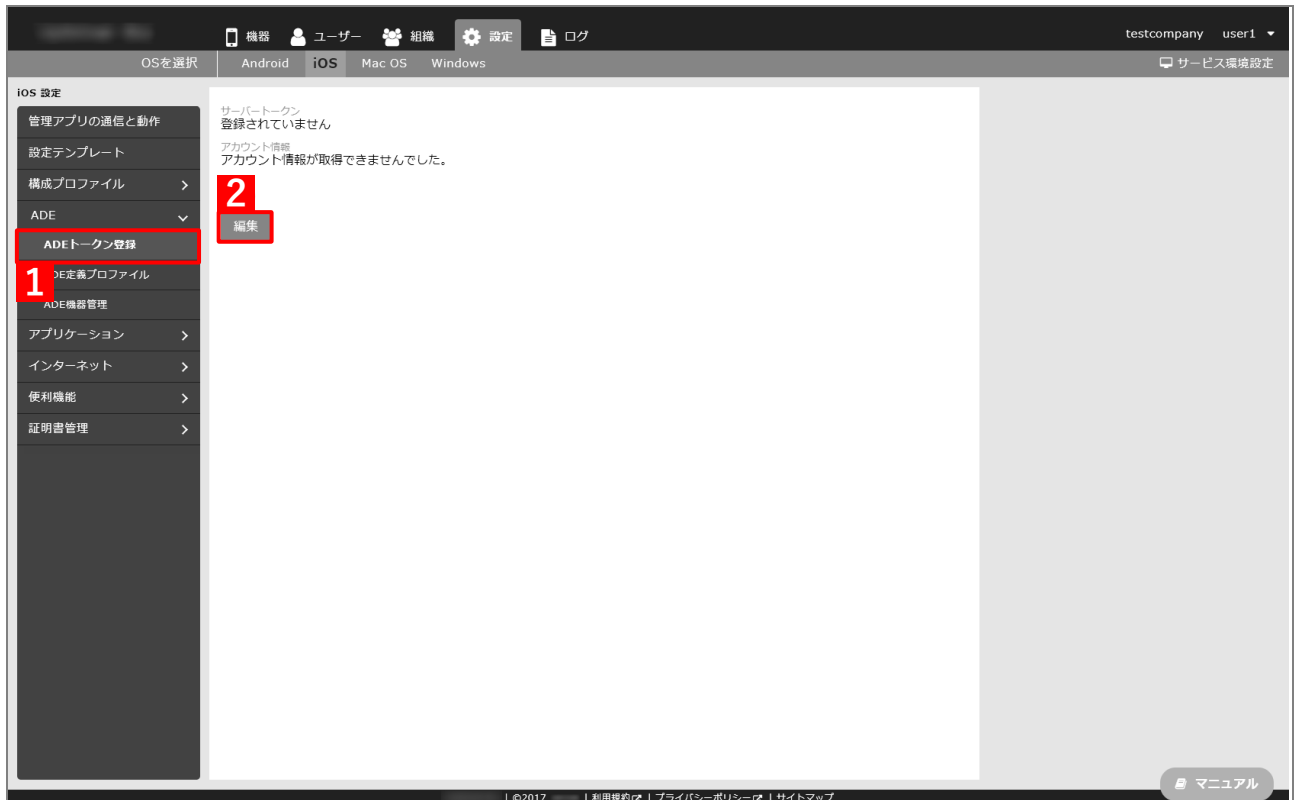 機器 ユーザー 組織 設定 ログ testcompany user1
OSを選択 Android iOS Mac OS Windows サービス環境設定
iOS 設定
管理アプリの通信と動作
設定テンプレート
構成プロファイル
ADE
ADEトークン登録
1
DE定義プロファイル
ADE機器管理
アプリケーション
インターネット
便利機能
証明書管理
サーバートークン
登録されていません
アカウント情報
アカウント情報が取得できませんでした。
2
編集
マニュアル
| ©2017 | 利用規約 | プライバシーポリシー | サイトマップ